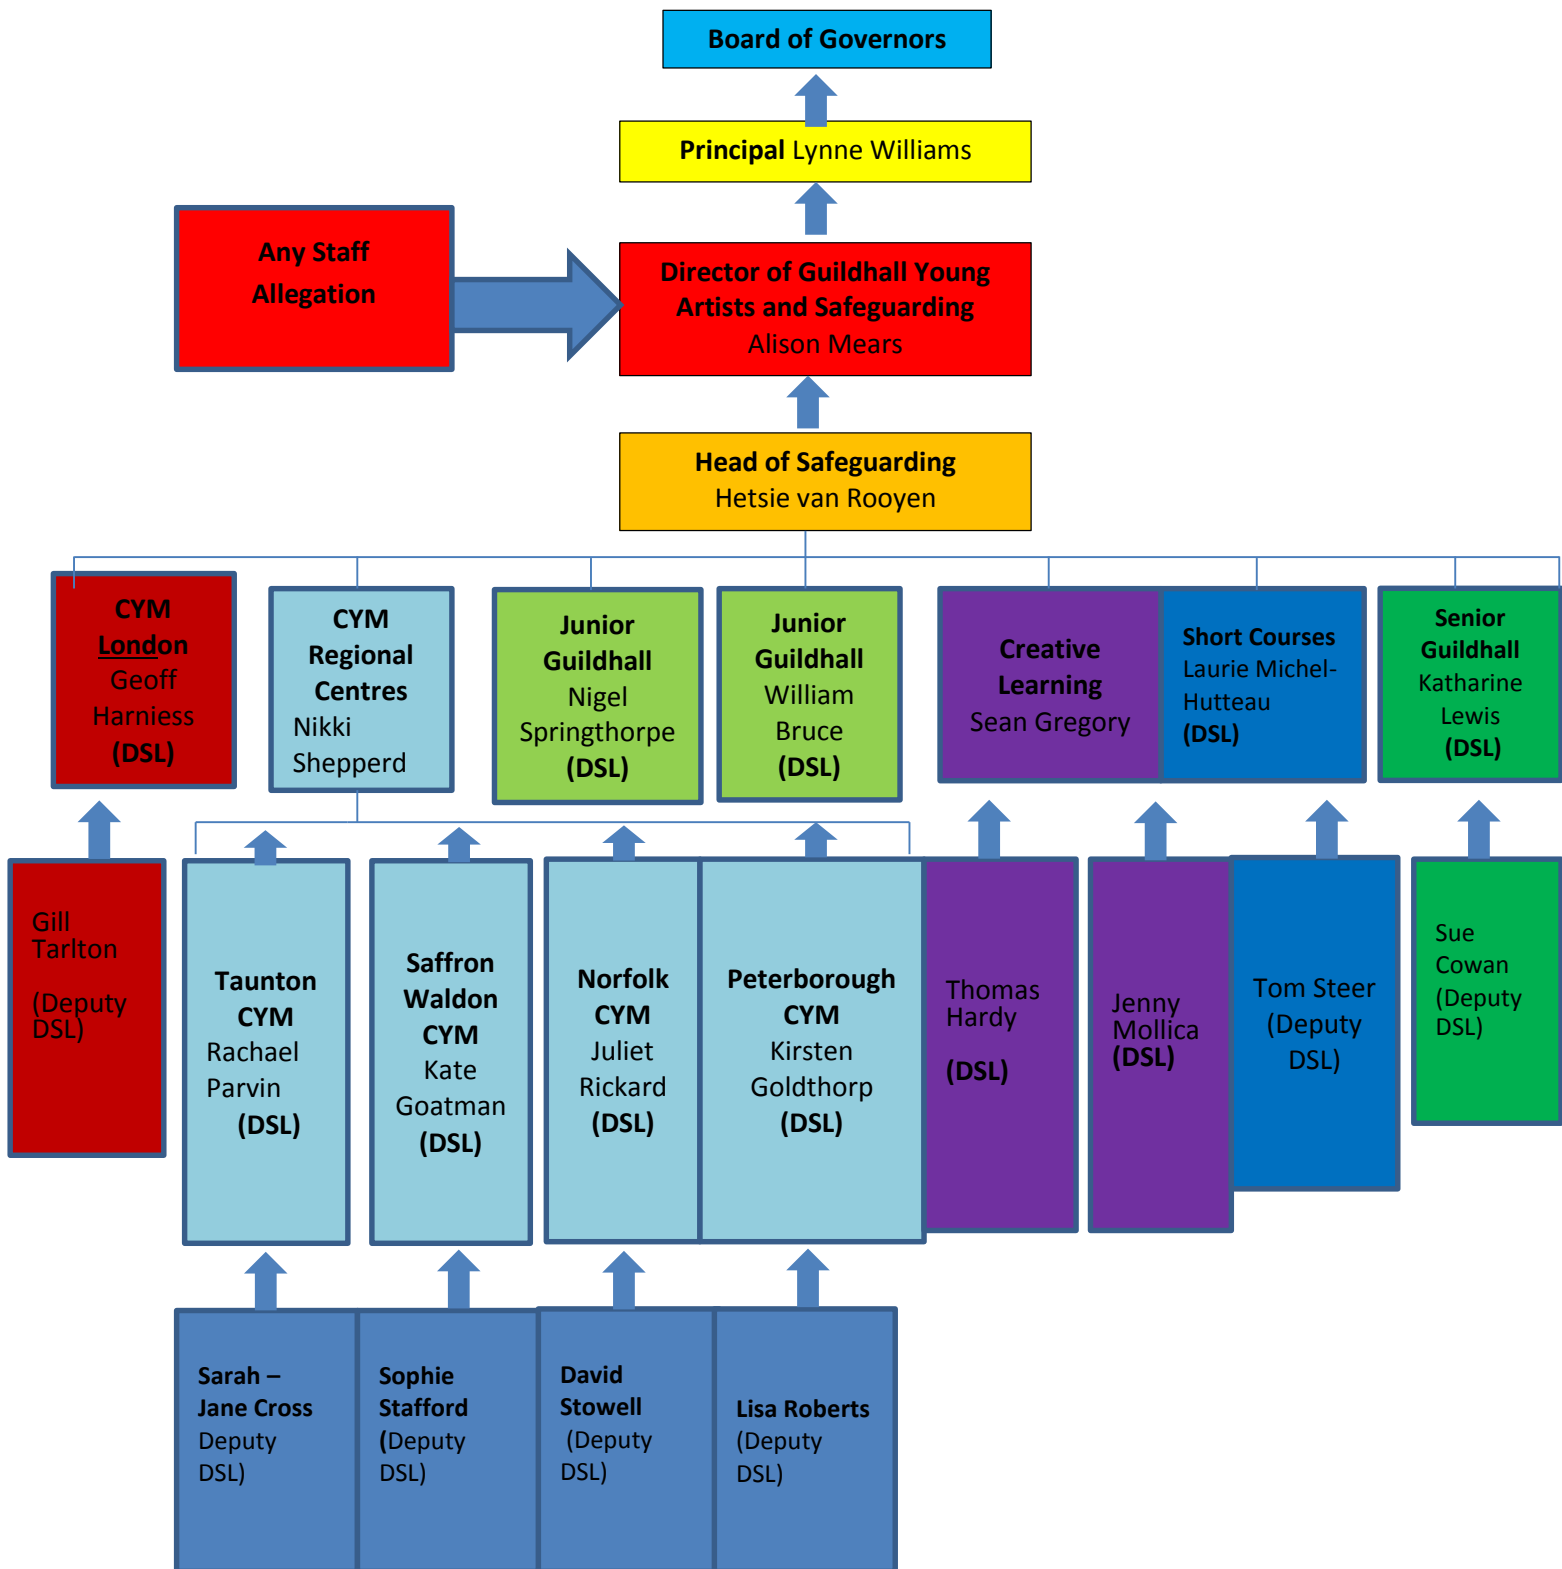 Board of Governors
Principal Lynne Williams
Any Staff
Allegation
Director of Guildhall Young
Artists and Safeguarding
Alison Mears
Head of Safeguarding
Hetsie van Rooyen
CYM
London
Geoff
Harniess
(DSL)
CYM
Regional
Centres
Nikki
Shepperd
Junior
Guildhall
Nigel
Springthorpe
(DSL)
Junior
Guildhall
William
Bruce
(DSL)
Creative
Learning
Sean Gregory
Short Courses
Laurie Michel-
Hutteau
(DSL)
Senior
Guildhall
Katharine
Lewis
(DSL)
Gill
Tarlton
(Deputy
DSL)
Taunton
CYM
Rachael
Parvin
(DSL)
Saffron
Waldon
CYM
Kate
Goatman
(DSL)
Norfolk
CYM
Juliet
Rickard
(DSL)
Peterborough
CYM
Kirsten
Goldthorp
(DSL)
Thomas
Hardy
(DSL)
Jenny
Mollica
(DSL)
Tom Steer
(Deputy
DSL)
Sue
Cowan
(Deputy
DSL)
Sarah –
Jane Cross
Deputy
DSL)
Sophie
Stafford
(Deputy
DSL)
David
Stowell
(Deputy
DSL)
Lisa Roberts
(Deputy
DSL)